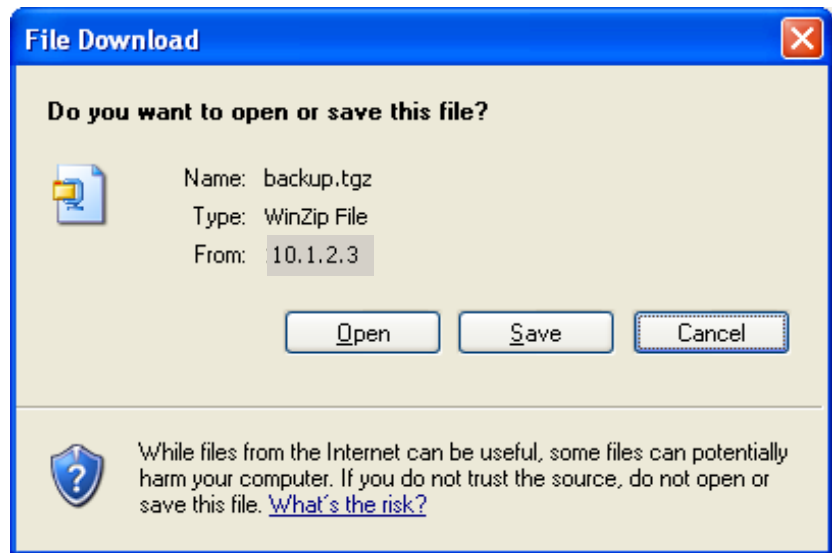 File Download
Do you want to open or save this file?
Name: backup.tgz
Type: WinZip File
From: 10.1.2.3
Open Save Cancel
While files from the Internet can be useful, some files can potentially
harm your computer. If you do not trust the source, do not open or
save this file. What's the risk?